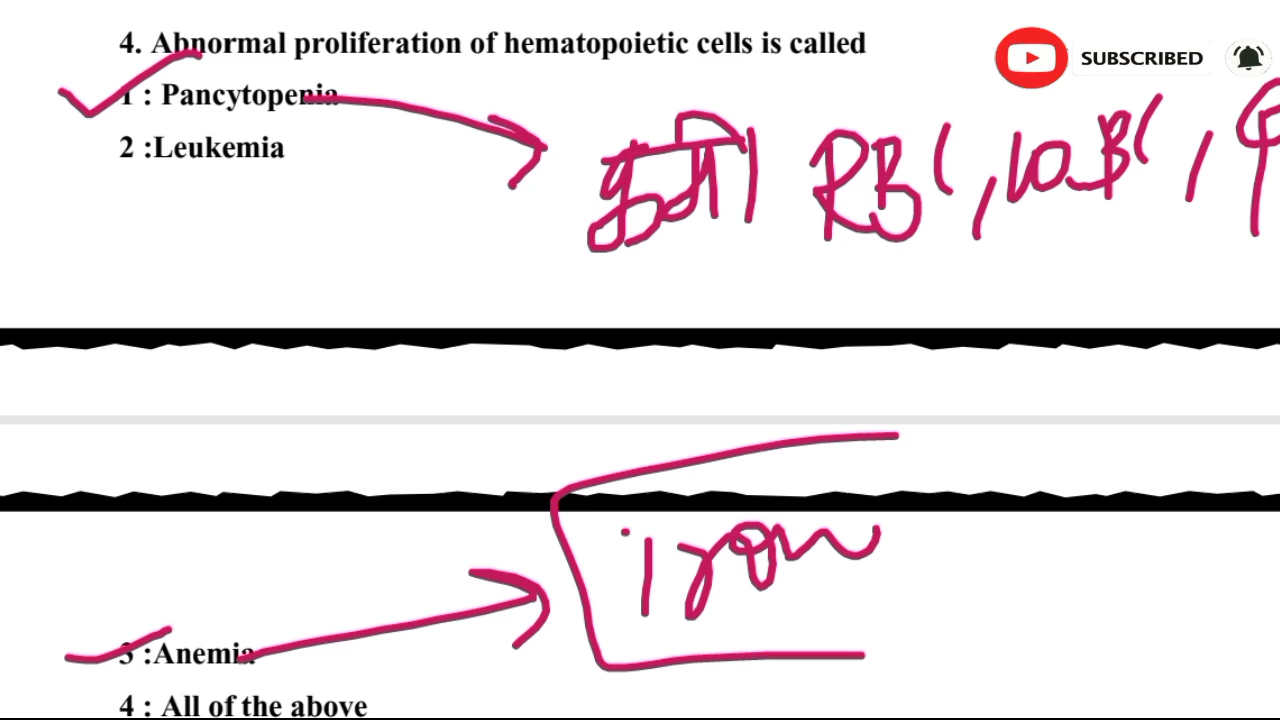 4. Abnormal proliferation of hematopoietic cells is called
SUBSCRIBED
1 : Pancytopenia
2 :Leukemia
RBC, WBC,
iron
3 :Anemia
4 : All of the above